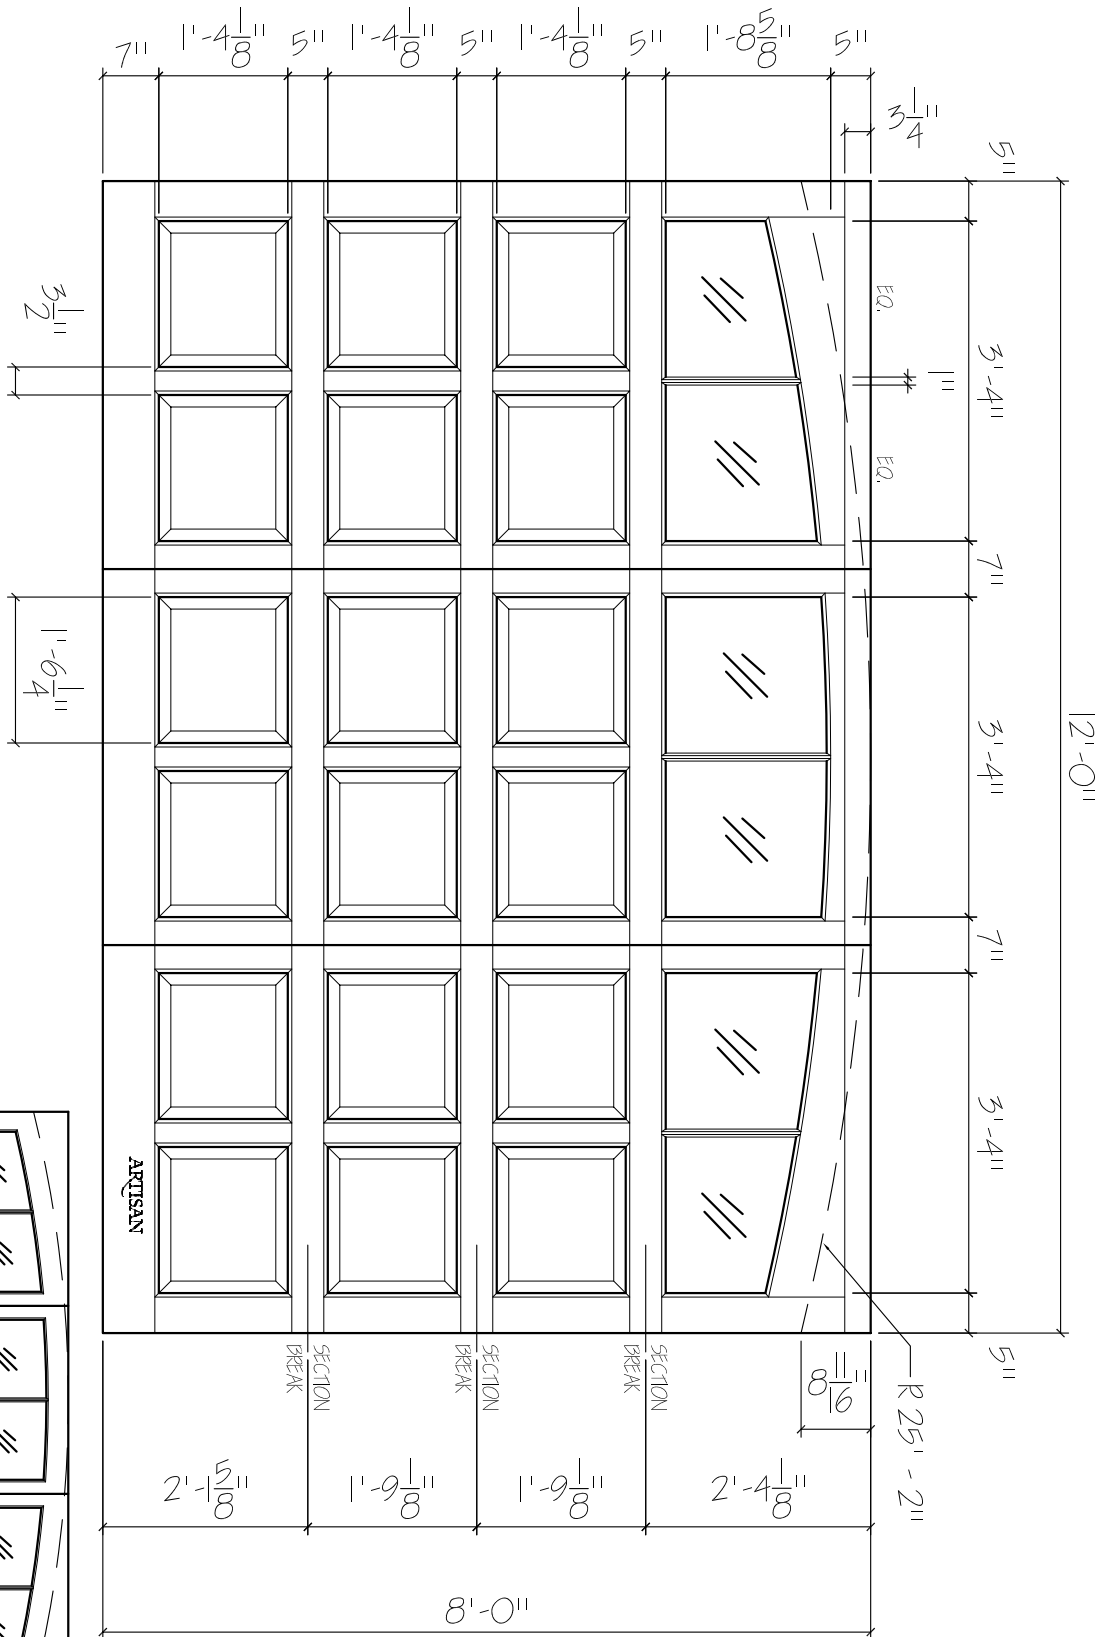 7"
1'-4 1/8"
5"
1'-4 1/8"
5"
1'-4 1/8"
5"
1'-8 5/8"
5"
3 1/4"
5"
3'-4"
7"
3'-4"
7"
3'-4"
5"
12'-0"
EQ.
1"
EQ.
3 1/2"
1'-6 1/4"
ARTISAN
SECTION
BREAK
SECTION
BREAK
SECTION
BREAK
8 11/16"
R 25' - 2"
2'-1 5/8"
1'-9 1/8"
1'-9 1/8"
2'-4 1/8"
8'-0"